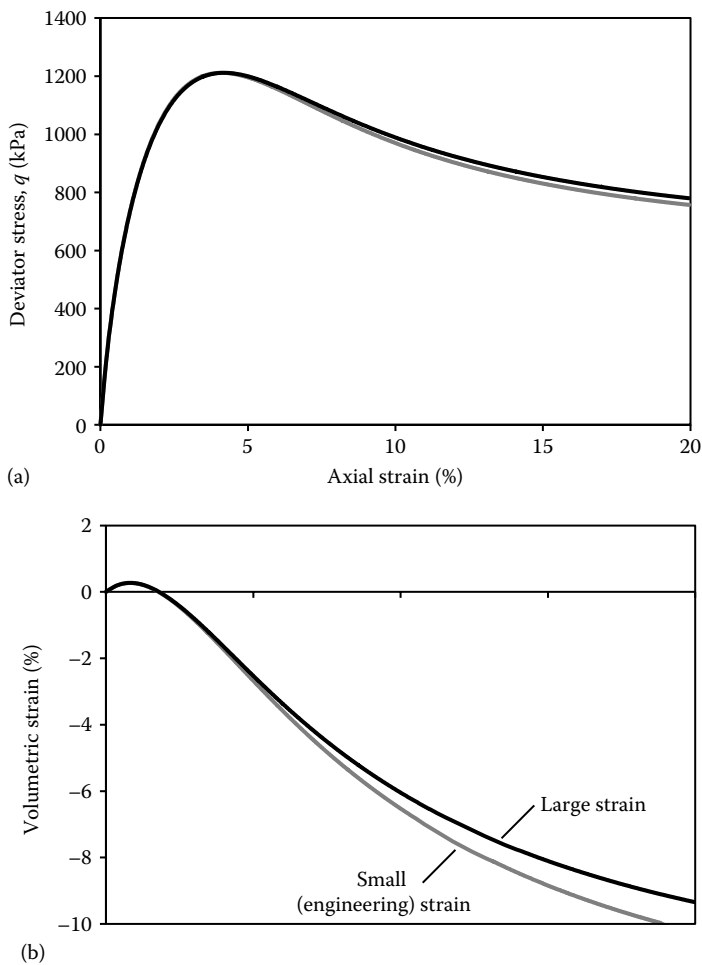 1400
1200
1000
800
600
400
200
0
Deviator stress, q (kPa)
0
5
10
15
20
Axial strain (%)
(a)
2
0
–2
–4
–6
–8
–10
Volumetric strain (%)
Large strain
Small
(engineering) strain
(b)